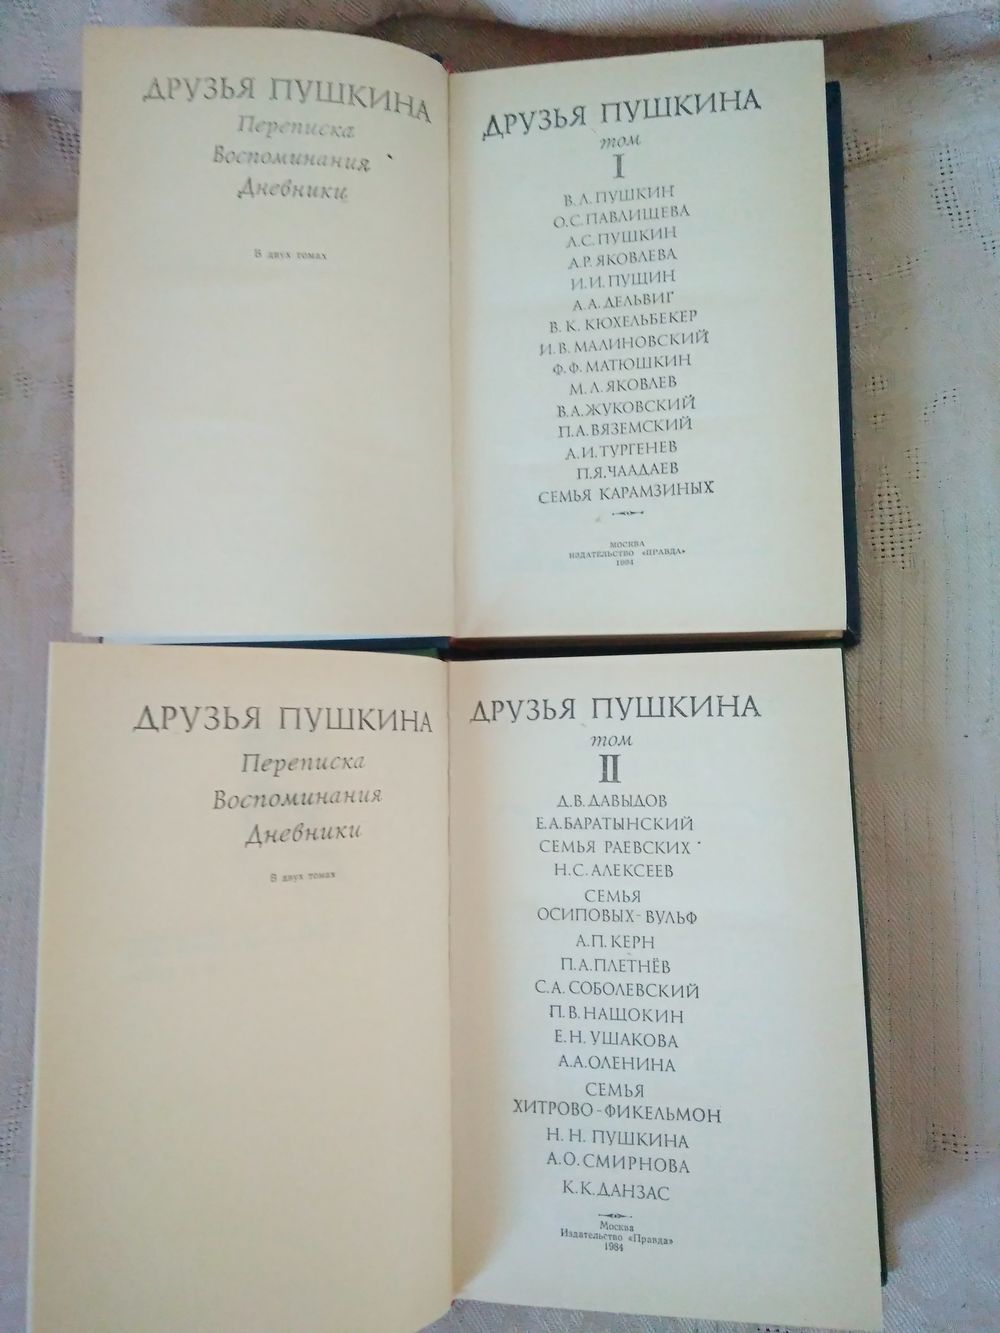 ДРУЗЬЯ ПУШКИНА
Переписка
Воспоминания
Дневники
В двух томах
ДРУЗЬЯ ПУШКИНА
том
I
В.Л.ПУШКИН
О.С.ПАВЛИЩЕВА
Л.С.ПУШКИН
А.Р.ЯКОВЛЕВА
И.И.ПУЩИН
А.А.ДЕЛЬВИГ
В.К.КЮХЕЛЬБЕКЕР
И.В.МАЛИНОВСКИЙ
Ф.Ф.МАТЮШКИН
М.Л.ЯКОВЛЕВ
В.А.ЖУКОВСКИЙ
П.А.ВЯЗЕМСКИЙ
А.И.ТУРГЕНЕВ
П.Я.ЧААДАЕВ
СЕМЬЯ КАРАМЗИНЫХ
МОСКВА
ИЗДАТЕЛЬСТВО «ПРАВДА»
1984
ДРУЗЬЯ ПУШКИНА
Переписка
Воспоминания
Дневники
В двух томах
ДРУЗЬЯ ПУШКИНА
том
II
Д.В.ДАВЫДОВ
Е.А.БАРАТЫНСКИЙ
СЕМЬЯ РАЕВСКИХ
Н.С.АЛЕКСЕЕВ
СЕМЬЯ
ОСИПОВЫХ-ВУЛЬФ
А.П.КЕРН
П.А.ПЛЕТНЁВ
С.А.СОБОЛЕВСКИЙ
П.В.НАЩОКИН
Е.Н.УШАКОВА
А.А.ОЛЕНИНА
СЕМЬЯ
ХИТРОВО-ФИКЕЛЬМОН
Н.Н.ПУШКИНА
А.О.СМИРНОВА
К.К.ДАНЗАС
Москва
Издательство «Правда»
1984